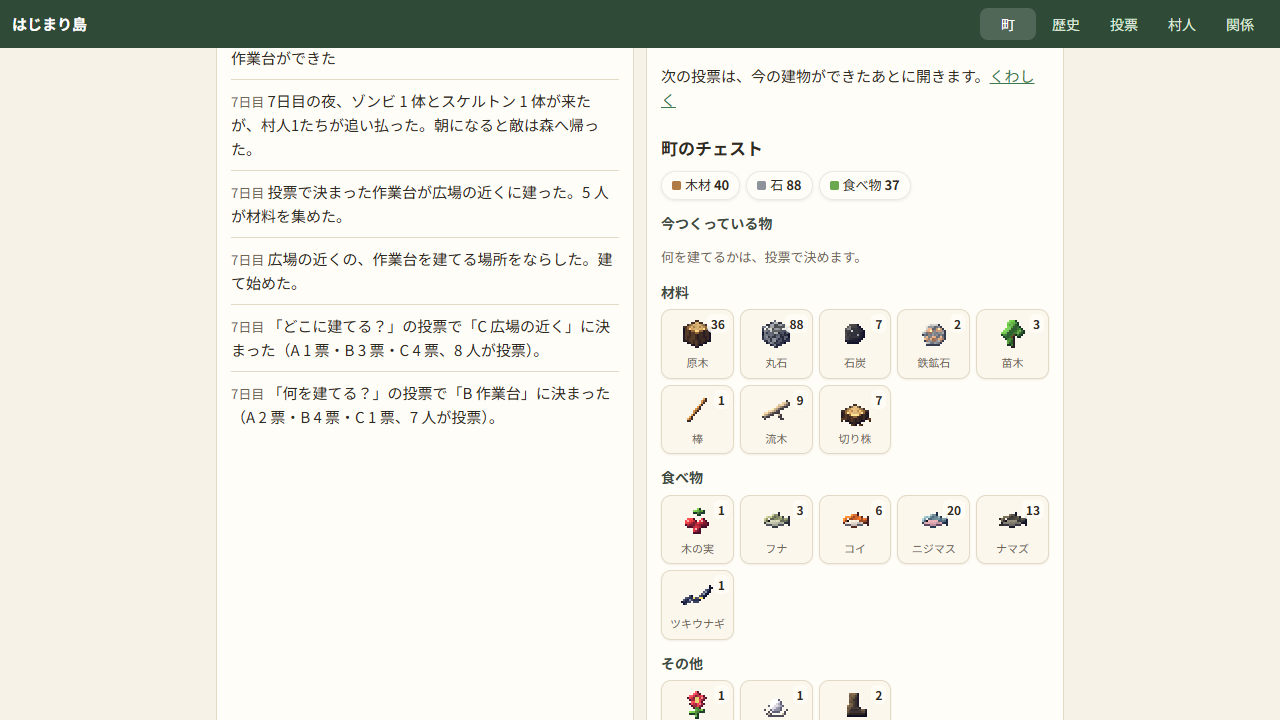 はじまり島
町
歴史
投票
村人
関係
作業台ができた
7日目 7日目の夜、ゾンビ 1 体とスケルトン 1 体が来た
が、村人1たちが追い払った。朝になると敵は森へ帰っ
た。
7日目 投票で決まった作業台が広場の近くに建った。5 人
が材料を集めた。
7日目 広場の近くの、作業台を建てる場所をならした。建
て始めた。
7日目 「どこに建てる？」の投票で「C 広場の近く」に決
まった（A 1 票・B 3 票・C 4 票、8 人が投票）。
7日目 「何を建てる？」の投票で「B 作業台」に決まった
（A 2 票・B 4 票・C 1 票、7 人が投票）。
次の投票は、今の建物ができたあとに開きます。くわし
く
町のチェスト
木材 40
石 88
食べ物 37
今つくっている物
何を建てるかは、投票で決めます。
材料
36
原木
88
丸石
7
石炭
2
鉄鉱石
3
苗木
1
棒
9
流木
7
切り株
食べ物
1
木の実
3
フナ
6
コイ
20
ニジマス
13
ナマズ
1
ツキウナギ
その他
1
1
2